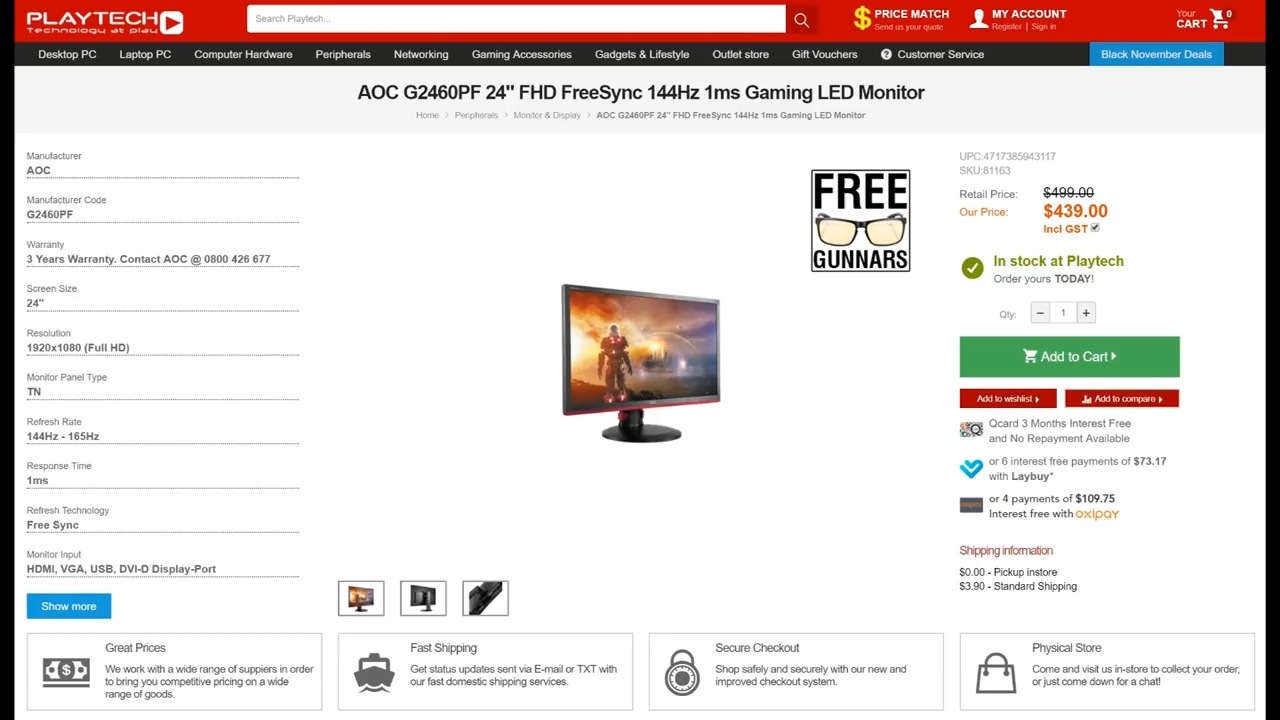 PLAYTECH
Technology at play
Search Playtech...
PRICE MATCH
Send us your quote
MY ACCOUNT
Register | Sign in
Your
CART
0
Desktop PC
Laptop PC
Computer Hardware
Peripherals
Networking
Gaming Accessories
Gadgets & Lifestyle
Outlet store
Gift Vouchers
Customer Service
Black November Deals
AOC G2460PF 24" FHD FreeSync 144Hz 1ms Gaming LED Monitor
Home > Peripherals > Monitor & Display > AOC G2460PF 24" FHD FreeSync 144Hz 1ms Gaming LED Monitor
Manufacturer
AOC
Manufacturer Code
G2460PF
Warranty
3 Years Warranty. Contact AOC @ 0800 426 677
Screen Size
24"
Resolution
1920x1080 (Full HD)
Monitor Panel Type
TN
Refresh Rate
144Hz - 165Hz
Response Time
1ms
Refresh Technology
Free Sync
Monitor Input
HDMI, VGA, USB, DVI-D Display-Port
Show more
FREE
GUNNARS
UPC:4717385943117
SKU:81163
Retail Price: $499.00
Our Price: $439.00
Incl GST
In stock at Playtech
Order yours TODAY!
Qty: − 1 +
Add to Cart
Add to wishlist
Add to compare
Qcard 3 Months Interest Free
and No Repayment Available
or 6 interest free payments of $73.17
with Laybuy*
or 4 payments of $109.75
Interest free with oxipay
Shipping information
$0.00 - Pickup instore
$3.90 - Standard Shipping
Great Prices
We work with a wide range of suppiers in order
to bring you competitive pricing on a wide
range of goods.
Fast Shipping
Get status updates sent via E-mail or TXT with
our fast domestic shipping services.
Secure Checkout
Shop safely and securely with our new and
improved checkout system.
Physical Store
Come and visit us in-store to collect your order,
or just come down for a chat!